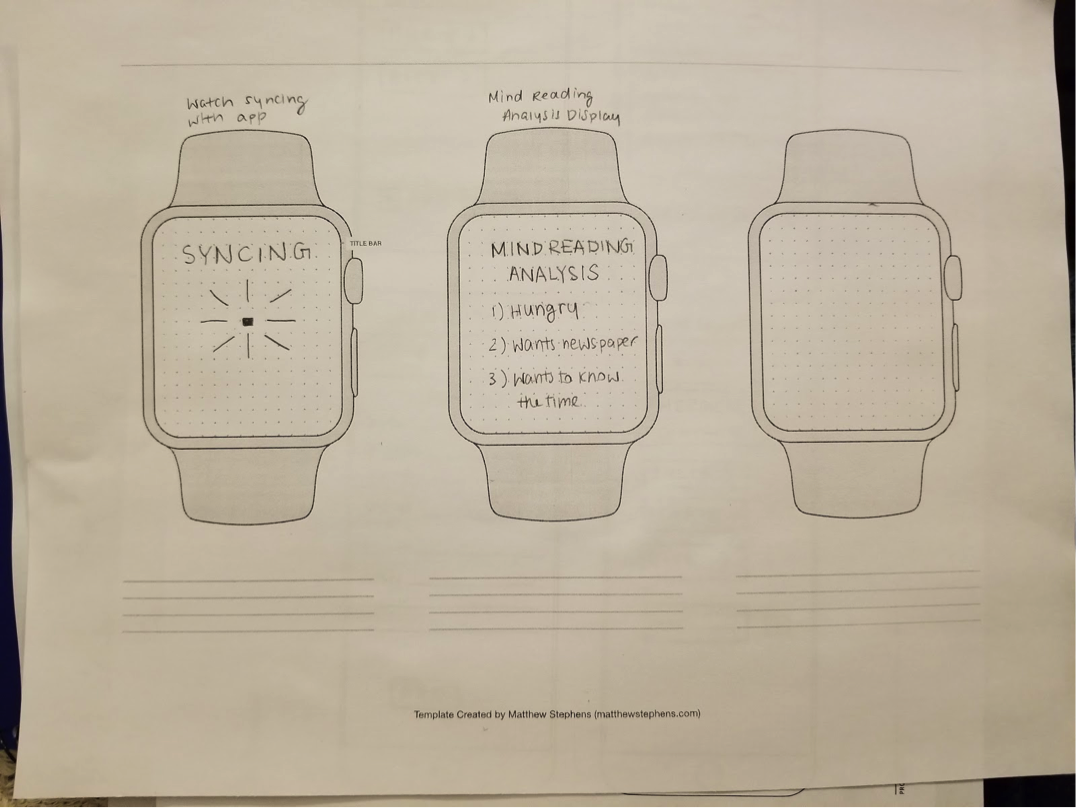 Watch syncing
with app
SYNCING
TITLE BAR
Mind Reading
Analysis Display
MIND READING
ANALYSIS
1) Hungry
2) Wants newspaper
3) Wants to know
the time
Template Created by Matthew Stephens (matthewstephens.com)